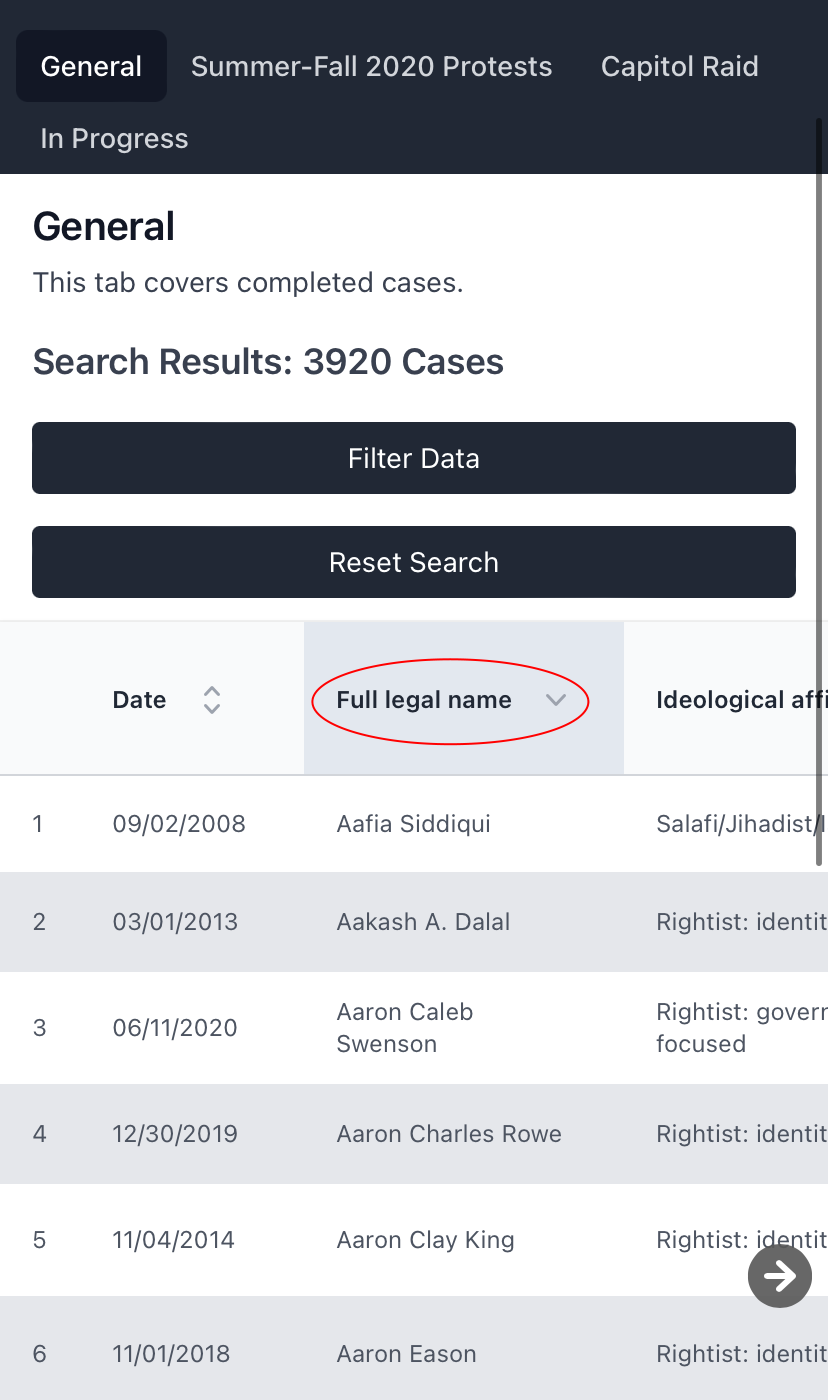 General Summer-Fall 2020 Protests Capitol Raid
In Progress
General
This tab covers completed cases.
Search Results: 3920 Cases
Filter Data
Reset Search
Date Full legal name Ideological affi
1 09/02/2008 Aafia Siddiqui Salafi/Jihadist/I
2 03/01/2013 Aakash A. Dalal Rightist: identit
3 06/11/2020 Aaron Caleb Swenson Rightist: govern focused
4 12/30/2019 Aaron Charles Rowe Rightist: identit
5 11/04/2014 Aaron Clay King Rightist: identit
6 11/01/2018 Aaron Eason Rightist: identit